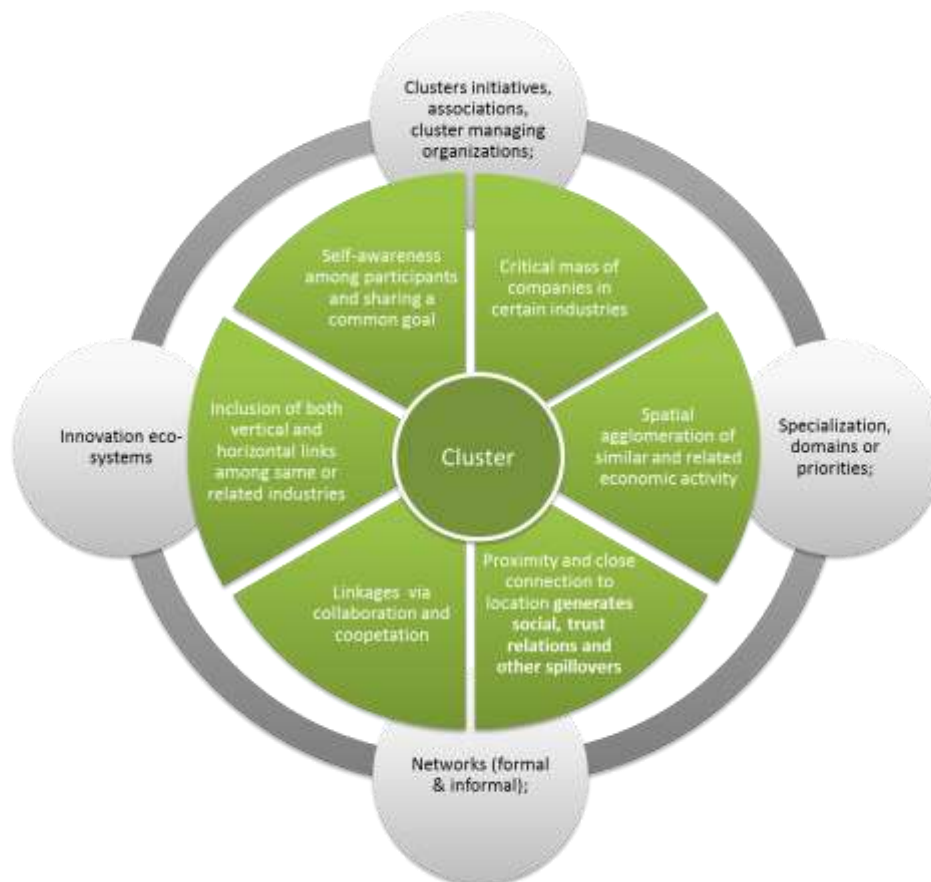 Clusters initiatives,
associations,
cluster managing
organizations;
Self-awareness
among participants
and sharing a
common goal
Critical mass of
companies in
certain industries
Innovation eco-
systems
Inclusion of both
vertical and
horizontal links
among same or
related industries
Cluster
Spatial
agglomeration of
similar and related
economic activity
Specialization,
domains or
priorities;
Linkages via
collaboration and
coopetation
Proximity and close
connection to
location generates
social, trust
relations and
other spillovers
Networks (formal
& informal);